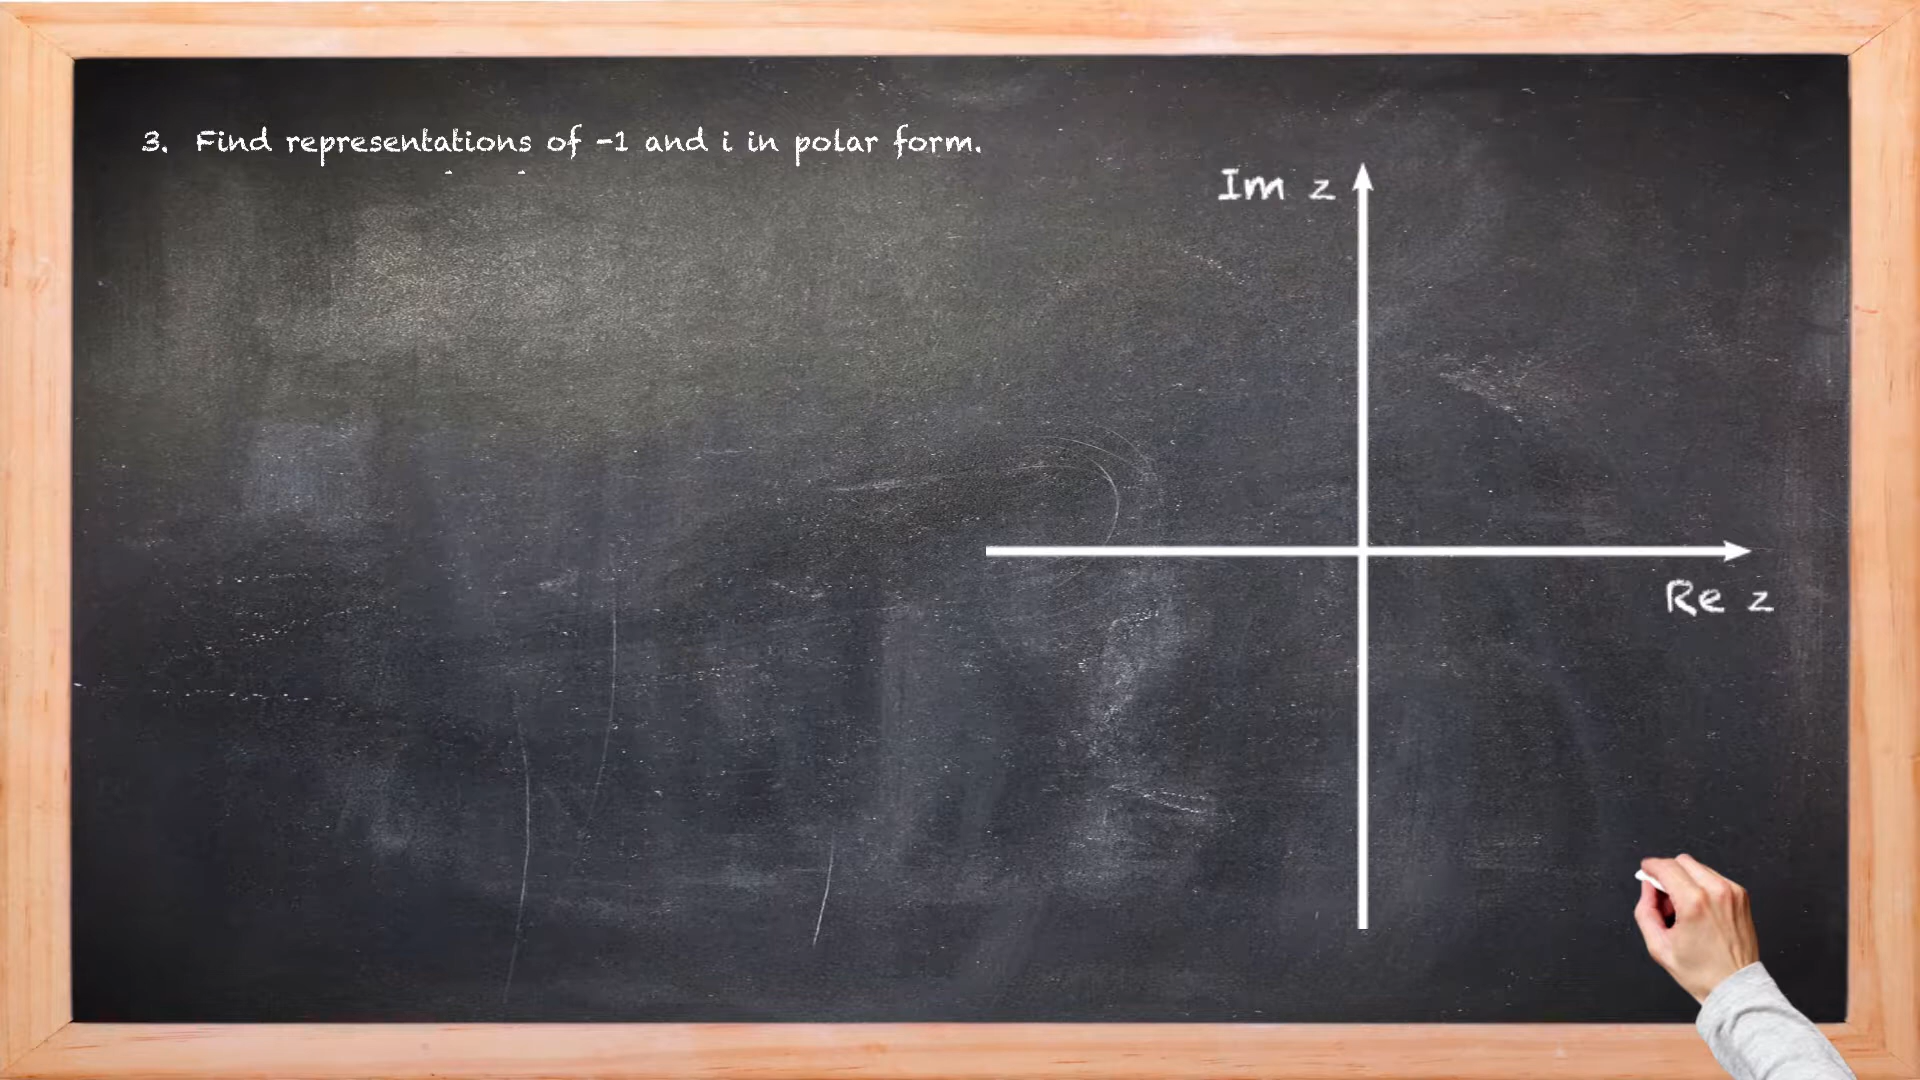 3. Find representations of -1 and i in polar form.
Im z
Re z